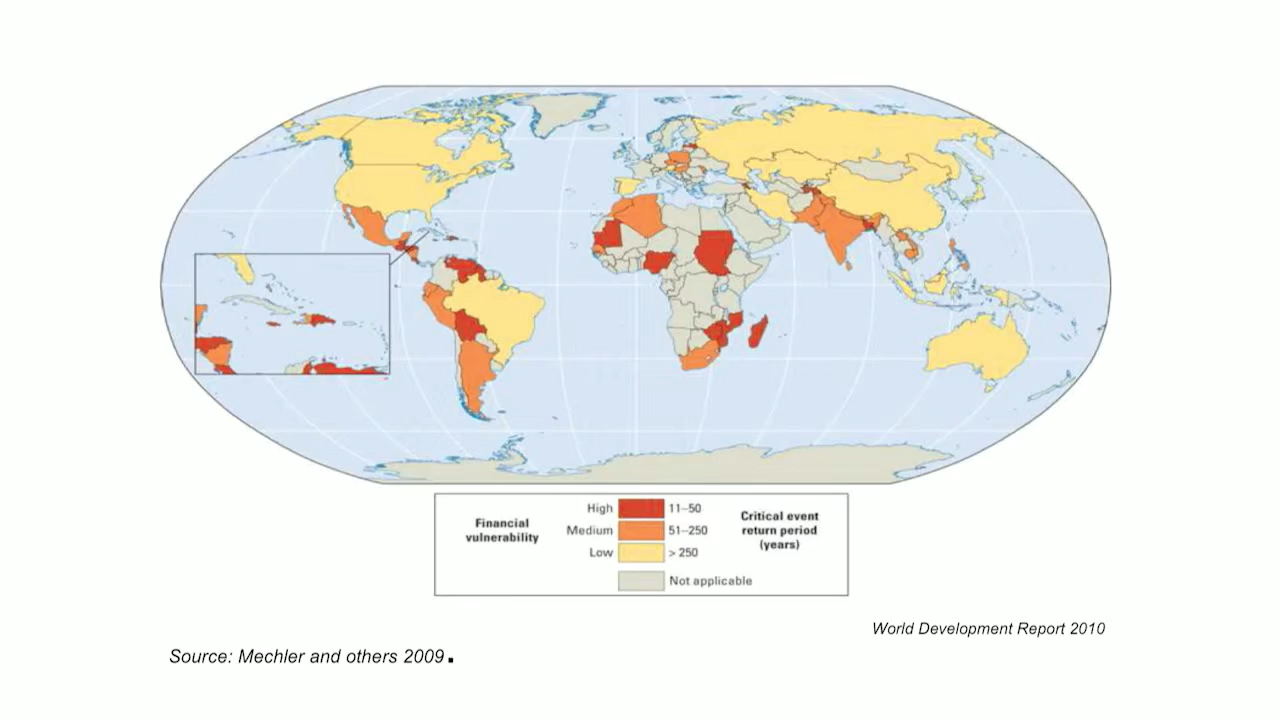 Financial
vulnerability
High 11–50
Medium 51–250
Low > 250
Not applicable
Critical event
return period
(years)
World Development Report 2010
Source: Mechler and others 2009.